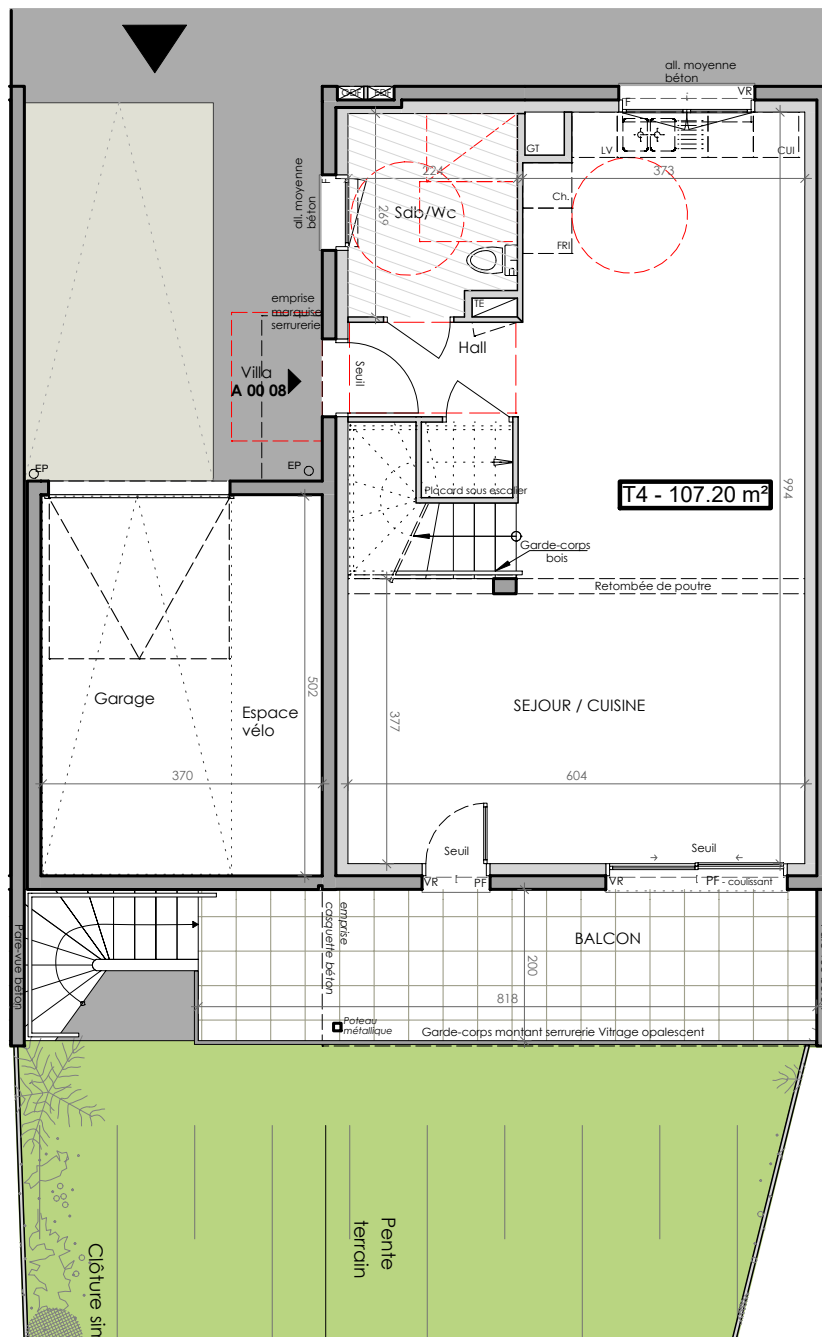 all. moyenne
béton
GDF
EDF
VR
F
GT
LV
CUI
224
373
Ch.
FRI
all. moyenne
béton
F
269
Sdb/Wc
TE
emprise
marquise
serrurerie
Hall
Seuil
Villa
A 00 08
EP
EP
Placard sous escalier
T4 - 107.20 m²
994
Garde-corps
bois
Retombée de poutre
Garage
Espace
vélo
502
377
SEJOUR / CUISINE
370
604
Seuil
Seuil
VR
PF
VR
PF - coulissant
Pare-vue béton
emprise
casquette béton
BALCON
200
818
Poteau
métallique
Garde-corps montant serrurerie Vitrage opalescent
Pente
terrain
Clôture sim